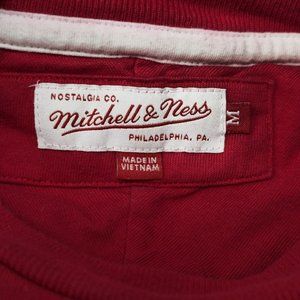 NOSTALGIA CO.
Mitchell & Ness
PHILADELPHIA, PA.
M
MADE IN
VIETNAM